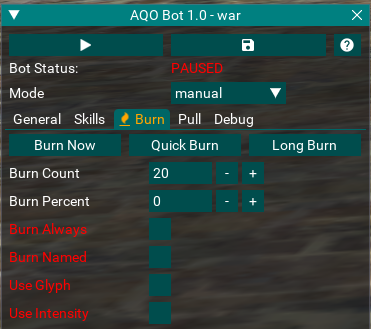 AQO Bot 1.0 - war
?
Bot Status: PAUSED
Mode manual
General Skills Burn Pull Debug
Burn Now Quick Burn Long Burn
Burn Count 20 - +
Burn Percent 0 - +
Burn Always
Burn Named
Use Glyph
Use Intensity